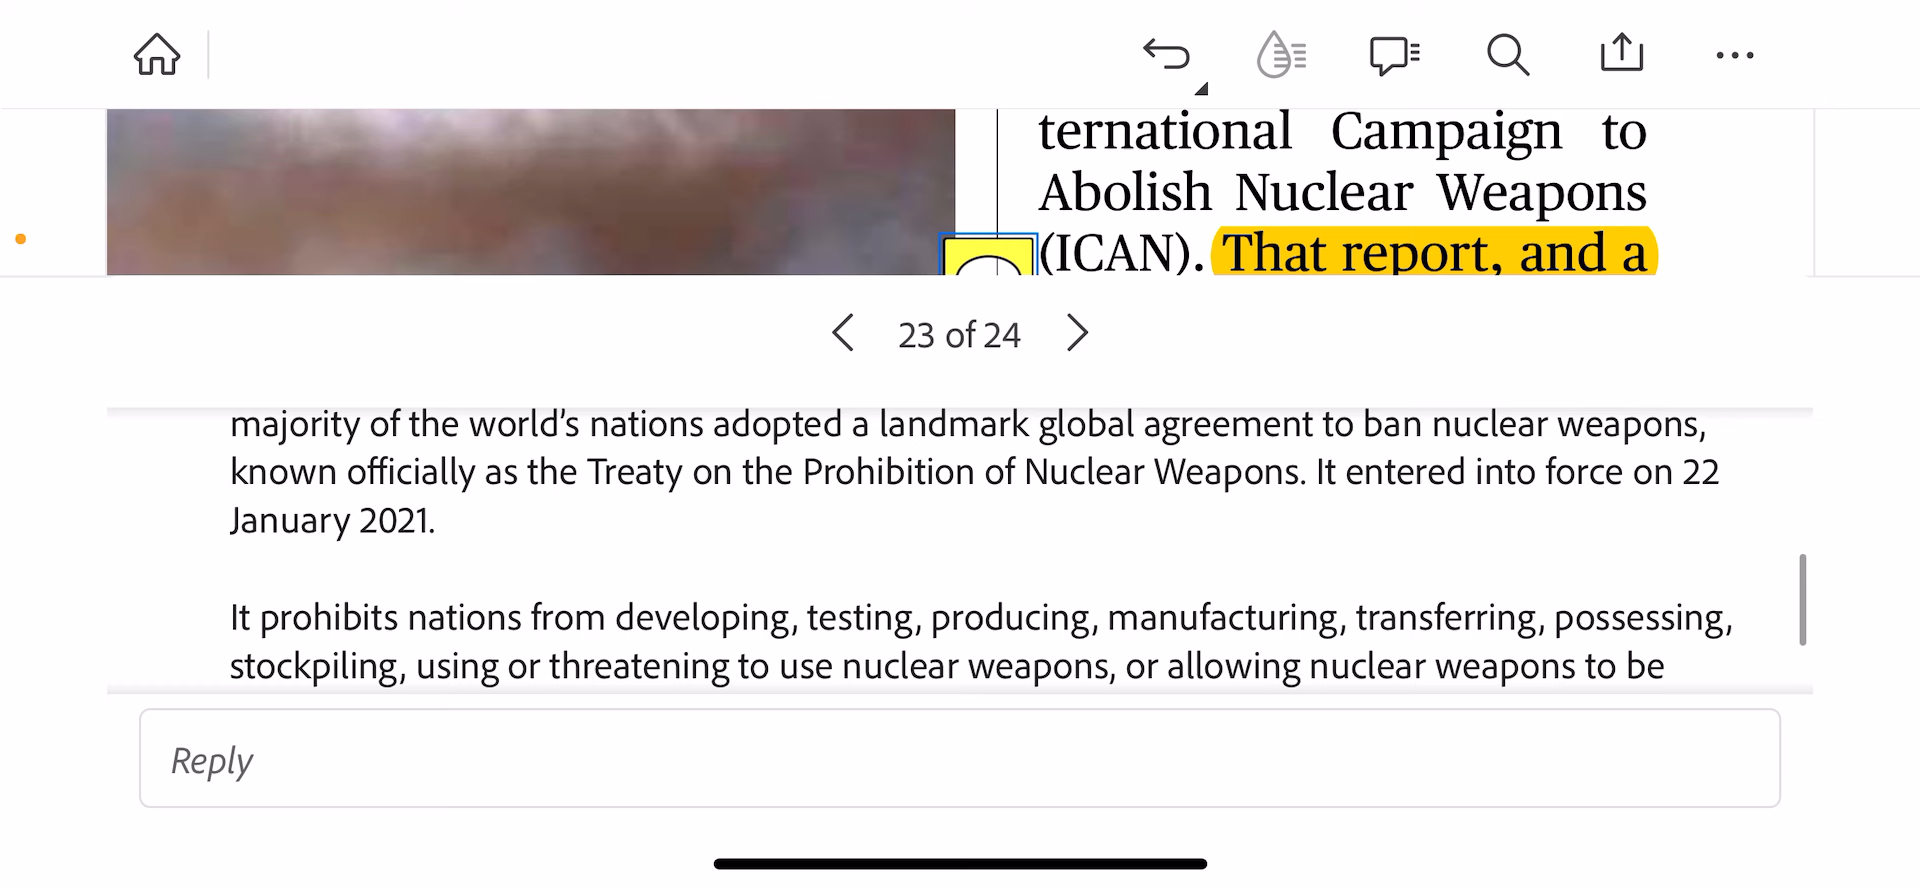 ternational Campaign to
Abolish Nuclear Weapons
(ICAN). That report, and a
23 of 24
majority of the world's nations adopted a landmark global agreement to ban nuclear weapons,
known officially as the Treaty on the Prohibition of Nuclear Weapons. It entered into force on 22
January 2021.
It prohibits nations from developing, testing, producing, manufacturing, transferring, possessing,
stockpiling, using or threatening to use nuclear weapons, or allowing nuclear weapons to be
Reply